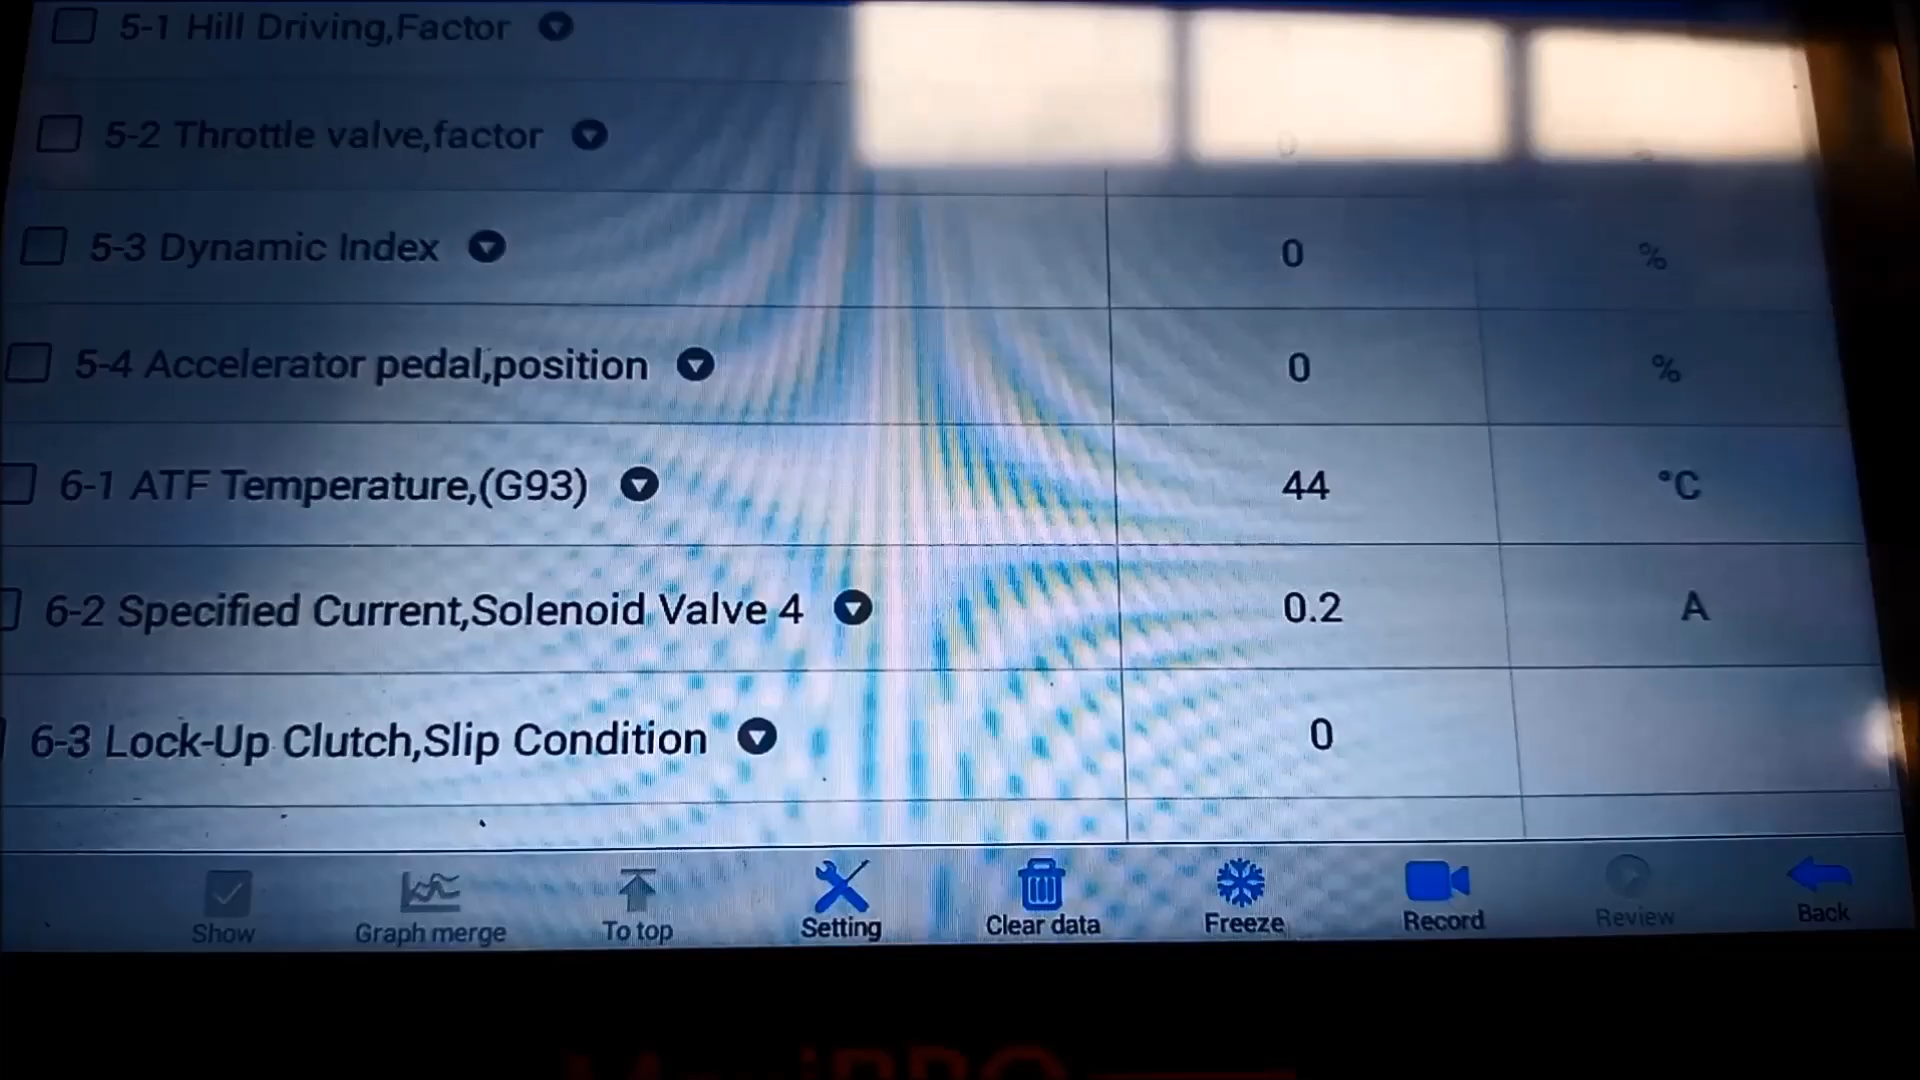 5-1 Hill Driving,Factor
5-2 Throttle valve,factor 0
5-3 Dynamic Index 0 %
5-4 Accelerator pedal,position 0 %
6-1 ATF Temperature,(G93) 44 °C
6-2 Specified Current,Solenoid Valve 4 0.2 A
6-3 Lock-Up Clutch,Slip Condition 0
Show Graph merge To top Setting Clear data Freeze Record Review Back